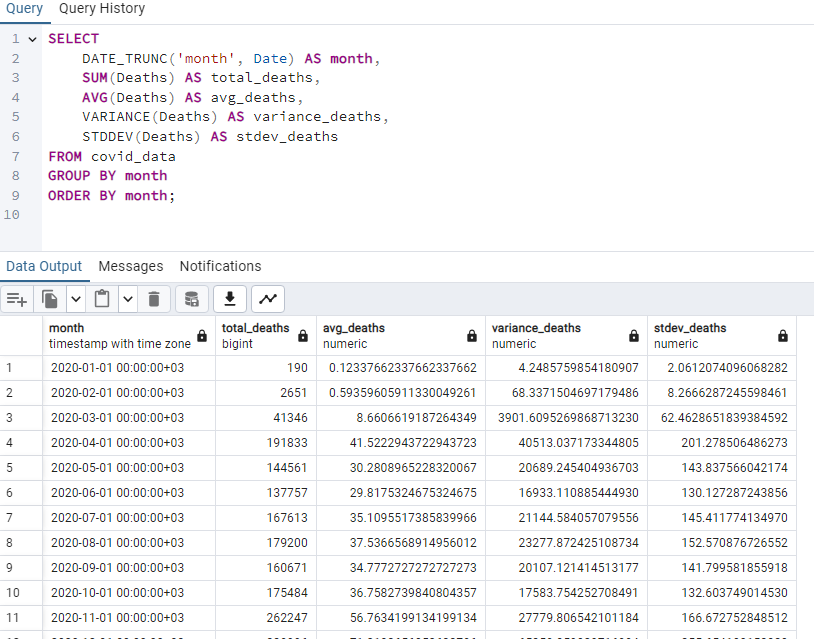 Query Query History
1 SELECT
2 DATE_TRUNC('month', Date) AS month,
3 SUM(Deaths) AS total_deaths,
4 AVG(Deaths) AS avg_deaths,
5 VARIANCE(Deaths) AS variance_deaths,
6 STDDEV(Deaths) AS stdev_deaths
7 FROM covid_data
8 GROUP BY month
9 ORDER BY month;
10
Data Output Messages Notifications
month total_deaths avg_deaths variance_deaths stdev_deaths
timestamp with time zone bigint numeric numeric numeric
1 2020-01-01 00:00:00+03 190 0.12337662337662337662 4.2485759854180907 2.0612074096068282
2 2020-02-01 00:00:00+03 2651 0.59359605911330049261 68.3371504697179486 8.2666287245598461
3 2020-03-01 00:00:00+03 41346 8.6606619187264349 3901.6095269868713230 62.4628651839384592
4 2020-04-01 00:00:00+03 191833 41.5222943722943723 40513.037173344805 201.278506486273
5 2020-05-01 00:00:00+03 144561 30.2808965228320067 20689.245404936703 143.837566042174
6 2020-06-01 00:00:00+03 137757 29.8175324675324675 16933.110885444930 130.127287243856
7 2020-07-01 00:00:00+03 167613 35.1095517385839966 21144.584057079556 145.411774134970
8 2020-08-01 00:00:00+03 179200 37.5366568914956012 23277.872425108734 152.570876726552
9 2020-09-01 00:00:00+03 160671 34.7772727272727273 20107.121414513177 141.799581855918
10 2020-10-01 00:00:00+03 175484 36.7582739840804357 17583.754252708491 132.603749014530
11 2020-11-01 00:00:00+03 262247 56.7634199134199134 27779.806542101184 166.672752848512